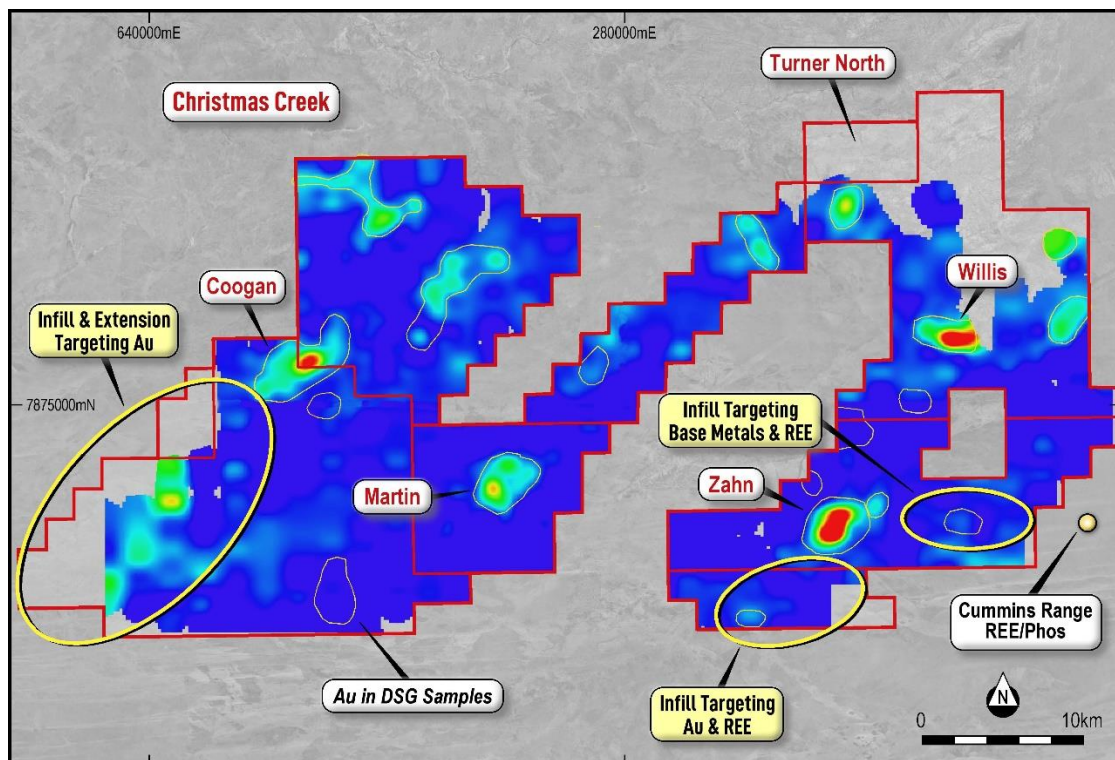 640000mE
280000mE
Christmas Creek
Turner North
Coogan
Willis
Infill & Extension
Targeting Au
7875000mN
Infill Targeting
Base Metals & REE
Martin
Zahn
Cummins Range
REE/Phos
Au in DSG Samples
Infill Targeting
Au & REE
N
0
10km